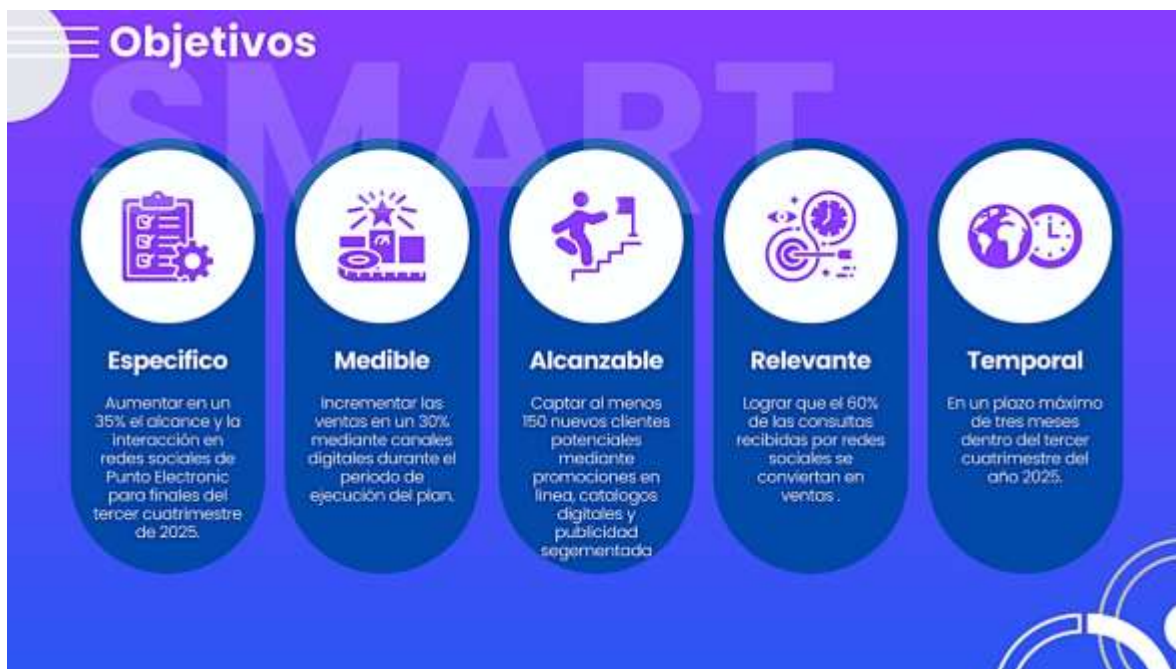 Objetivos
SMART
Especifico
Aumentar en un
35% el alcance y la
interacción en
redes sociales de
Punto Electronic
para finales del
tercer cuatrimestre
de 2025.
Medible
Incrementar las
ventas en un 30%
mediante canales
digitales durante el
periodo de
ejecución del plan.
Alcanzable
Captar al menos
150 nuevos clientes
potenciales
mediante
promociones en
línea, catalogos
digitales y
publicidad
segementada
Relevante
Lograr que el 60%
de las consultas
recibidas por redes
sociales se
conviertan en
ventas .
Temporal
En un plazo máximo
de tres meses
dentro del tercer
cuatrimestre del
año 2025.